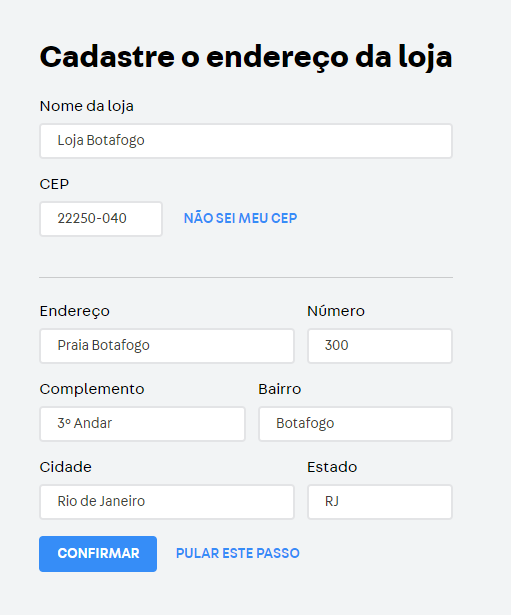 Cadastre o endereço da loja
Nome da loja
Loja Botafogo
CEP
22250-040 NÃO SEI MEU CEP
Endereço Número
Praia Botafogo 300
Complemento Bairro
3º Andar Botafogo
Cidade Estado
Rio de Janeiro RJ
CONFIRMAR PULAR ESTE PASSO